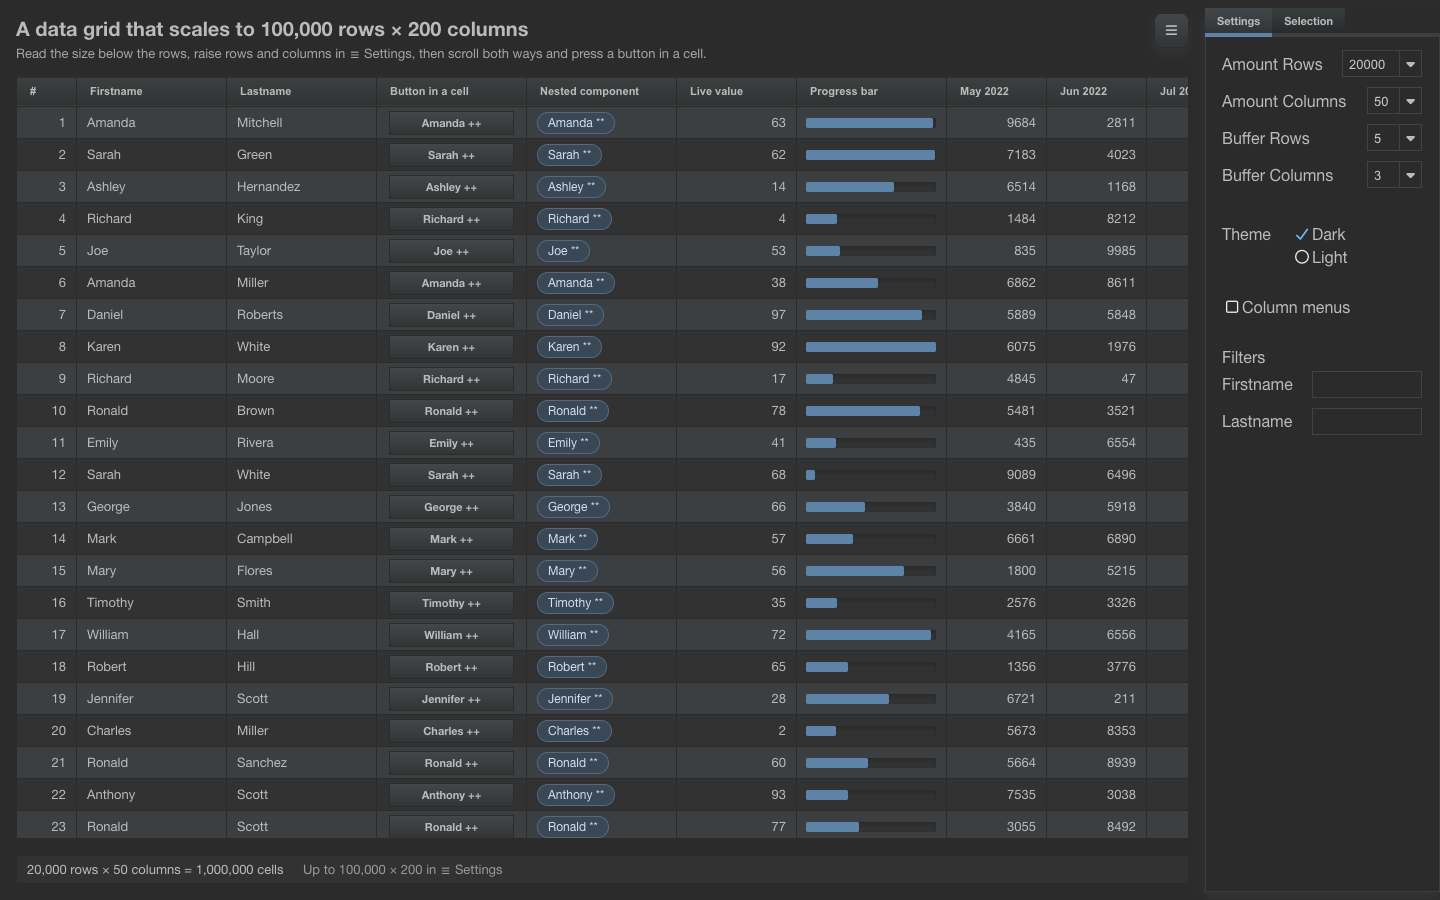 A data grid that scales to 100,000 rows × 200 columns
Read the size below the rows, raise rows and columns in ≡ Settings, then scroll both ways and press a button in a cell.
# Firstname Lastname Button in a cell Nested component Live value Progress bar May 2022 Jun 2022 Jul 20
1 Amanda Mitchell Amanda ++ Amanda ** 63 9684 2811
2 Sarah Green Sarah ++ Sarah ** 62 7183 4023
3 Ashley Hernandez Ashley ++ Ashley ** 14 6514 1168
4 Richard King Richard ++ Richard ** 4 1484 8212
5 Joe Taylor Joe ++ Joe ** 53 835 9985
6 Amanda Miller Amanda ++ Amanda ** 38 6862 8611
7 Daniel Roberts Daniel ++ Daniel ** 97 5889 5848
8 Karen White Karen ++ Karen ** 92 6075 1976
9 Richard Moore Richard ++ Richard ** 17 4845 47
10 Ronald Brown Ronald ++ Ronald ** 78 5481 3521
11 Emily Rivera Emily ++ Emily ** 41 435 6554
12 Sarah White Sarah ++ Sarah ** 68 9089 6496
13 George Jones George ++ George ** 66 3840 5918
14 Mark Campbell Mark ++ Mark ** 57 6661 6890
15 Mary Flores Mary ++ Mary ** 56 1800 5215
16 Timothy Smith Timothy ++ Timothy ** 35 2576 3326
17 William Hall William ++ William ** 72 4165 6556
18 Robert Hill Robert ++ Robert ** 65 1356 3776
19 Jennifer Scott Jennifer ++ Jennifer ** 28 6721 211
20 Charles Miller Charles ++ Charles ** 2 5673 8353
21 Ronald Sanchez Ronald ++ Ronald ** 60 5664 8939
22 Anthony Scott Anthony ++ Anthony ** 93 7535 3038
23 Ronald Scott Ronald ++ Ronald ** 77 3055 8492
20,000 rows × 50 columns = 1,000,000 cells Up to 100,000 × 200 in ≡ Settings
Settings Selection
Amount Rows 20000
Amount Columns 50
Buffer Rows 5
Buffer Columns 3
Theme Dark
Light
Column menus
Filters
Firstname
Lastname